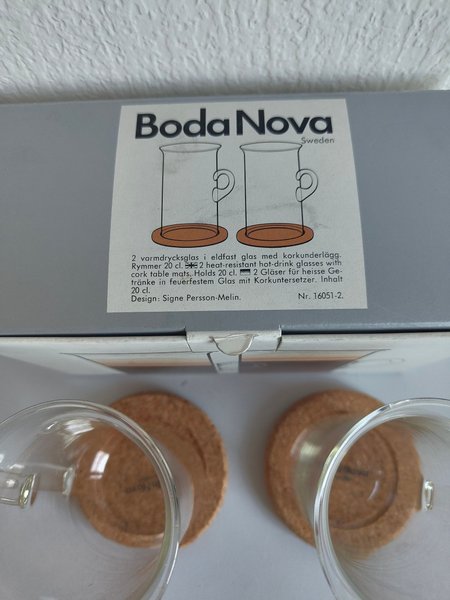 Boda Nova
Sweden
2 varmdrycksglas i eldfast glas med korkunderlägg.
Rymmer 20 cl. 2 heat-resistant hot-drink glasses with
cork table mats. Holds 20 cl. 2 Gläser für heisse Ge-
tränke in feuerfestem Glas mit Korkuntersetzer. Inhalt
20 cl.
Design: Signe Persson-Melin. Nr. 16051-2.